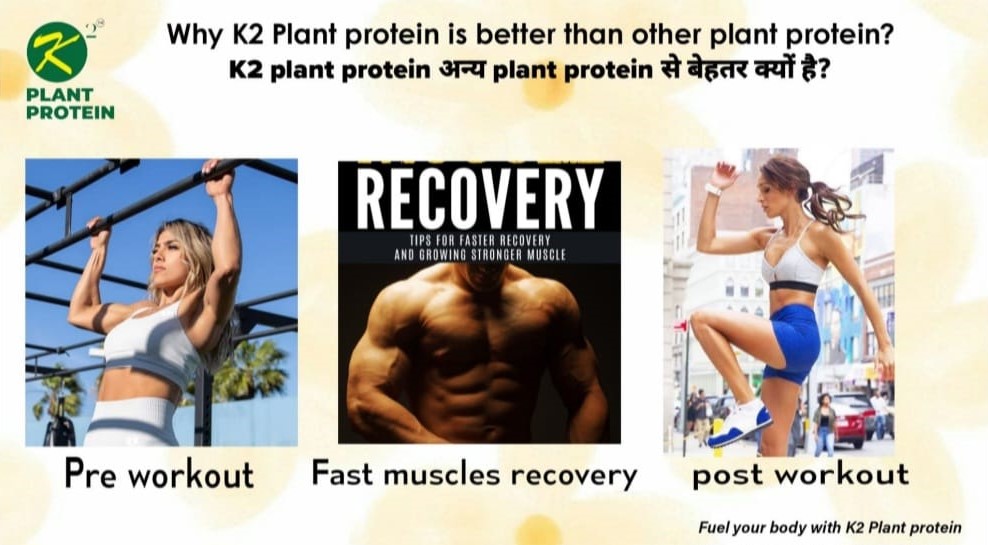 K2
PLANT
PROTEIN
Why K2 Plant protein is better than other plant protein?
K2 plant protein अन्य plant protein से बेहतर क्यों है?
RECOVERY
TIPS FOR FASTER RECOVERY
AND GROWING STRONGER MUSCLE
Pre workout
Fast muscles recovery
post workout
Fuel your body with K2 Plant protein